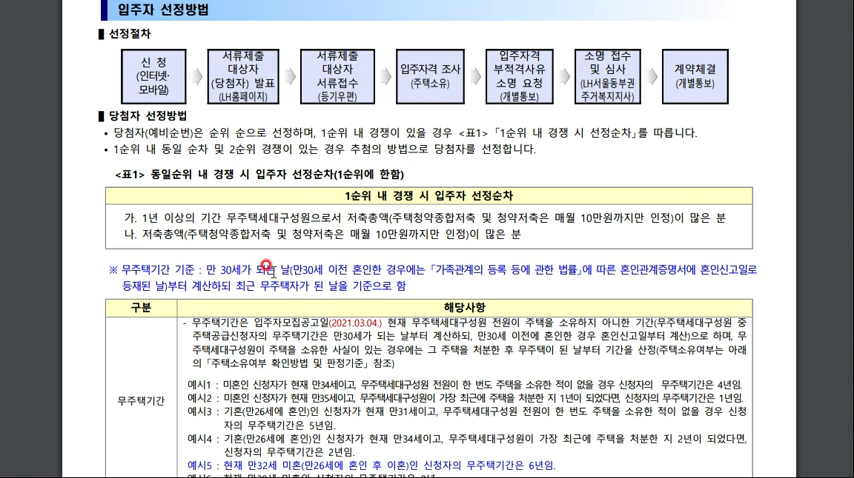 입주자 선정방법
▌선정절차
신 청
(인터넷·
모바일)
서류제출
대상자
(당첨자) 발표
(LH홈페이지)
서류제출
대상자
서류접수
(등기우편)
입주자격 조사
(주택소유)
입주자격
부적격사유
소명 요청
(개별통보)
소명 접수
및 심사
(LH서울동부권
주거복지지사)
계약체결
(개별통보)
▌당첨자 선정방법
• 당첨자(예비순번)은 순위 순으로 선정하며, 1순위 내 경쟁이 있을 경우 <표1> 「1순위 내 경쟁 시 선정순차」를 따릅니다.
• 1순위 내 동일 순차 및 2순위 경쟁이 있는 경우 추첨의 방법으로 당첨자를 선정합니다.
<표1> 동일순위 내 경쟁 시 입주자 선정순차(1순위에 한함)
1순위 내 경쟁 시 입주자 선정순차
가. 1년 이상의 기간 무주택세대구성원으로서 저축총액(주택청약종합저축 및 청약저축은 매월 10만원까지만 인정)이 많은 분
나. 저축총액(주택청약종합저축 및 청약저축은 매월 10만원까지만 인정)이 많은 분
※ 무주택기간 기준 : 만 30세가 되는 날(만30세 이전 혼인한 경우에는 「가족관계의 등록 등에 관한 법률」에 따른 혼인관계증명서에 혼인신고일로
등재된 날)부터 계산하되 최근 무주택자가 된 날을 기준으로 함
구분
해당사항
무주택기간
- 무주택기간은 입주자모집공고일(2021.03.04.) 현재 무주택세대구성원 전원이 주택을 소유하지 아니한 기간(무주택세대구성원 중
주택공급신청자의 무주택기간은 만30세가 되는 날부터 계산하되, 만30세 이전에 혼인한 경우 혼인신고일부터 계산)으로 하며, 무
주택세대구성원이 주택을 소유한 사실이 있는 경우에는 그 주택을 처분한 후 무주택이 된 날부터 기간을 산정(주택소유여부는 아래
의 「주택소유여부 확인방법 및 판정기준」 참조)
예시1 : 미혼인 신청자가 현재 만34세이고, 무주택세대구성원 전원이 한 번도 주택을 소유한 적이 없을 경우 신청자의 무주택기간은 4년임.
예시2 : 미혼인 신청자가 현재 만35세이고, 무주택세대구성원이 가장 최근에 주택을 처분한 지 1년이 되었다면, 신청자의 무주택기간은 1년임.
예시3 : 기혼(만26세에 혼인)인 신청자가 현재 만31세이고, 무주택세대구성원 전원이 한 번도 주택을 소유한 적이 없을 경우 신청
자의 무주택기간은 5년임.
예시4 : 기혼(만26세에 혼인)인 신청자가 현재 만34세이고, 무주택세대구성원이 가장 최근에 주택을 처분한 지 2년이 되었다면,
신청자의 무주택기간은 2년임.
예시5 : 현재 만32세 미혼(만26세에 혼인 후 이혼)인 신청자의 무주택기간은 6년임.